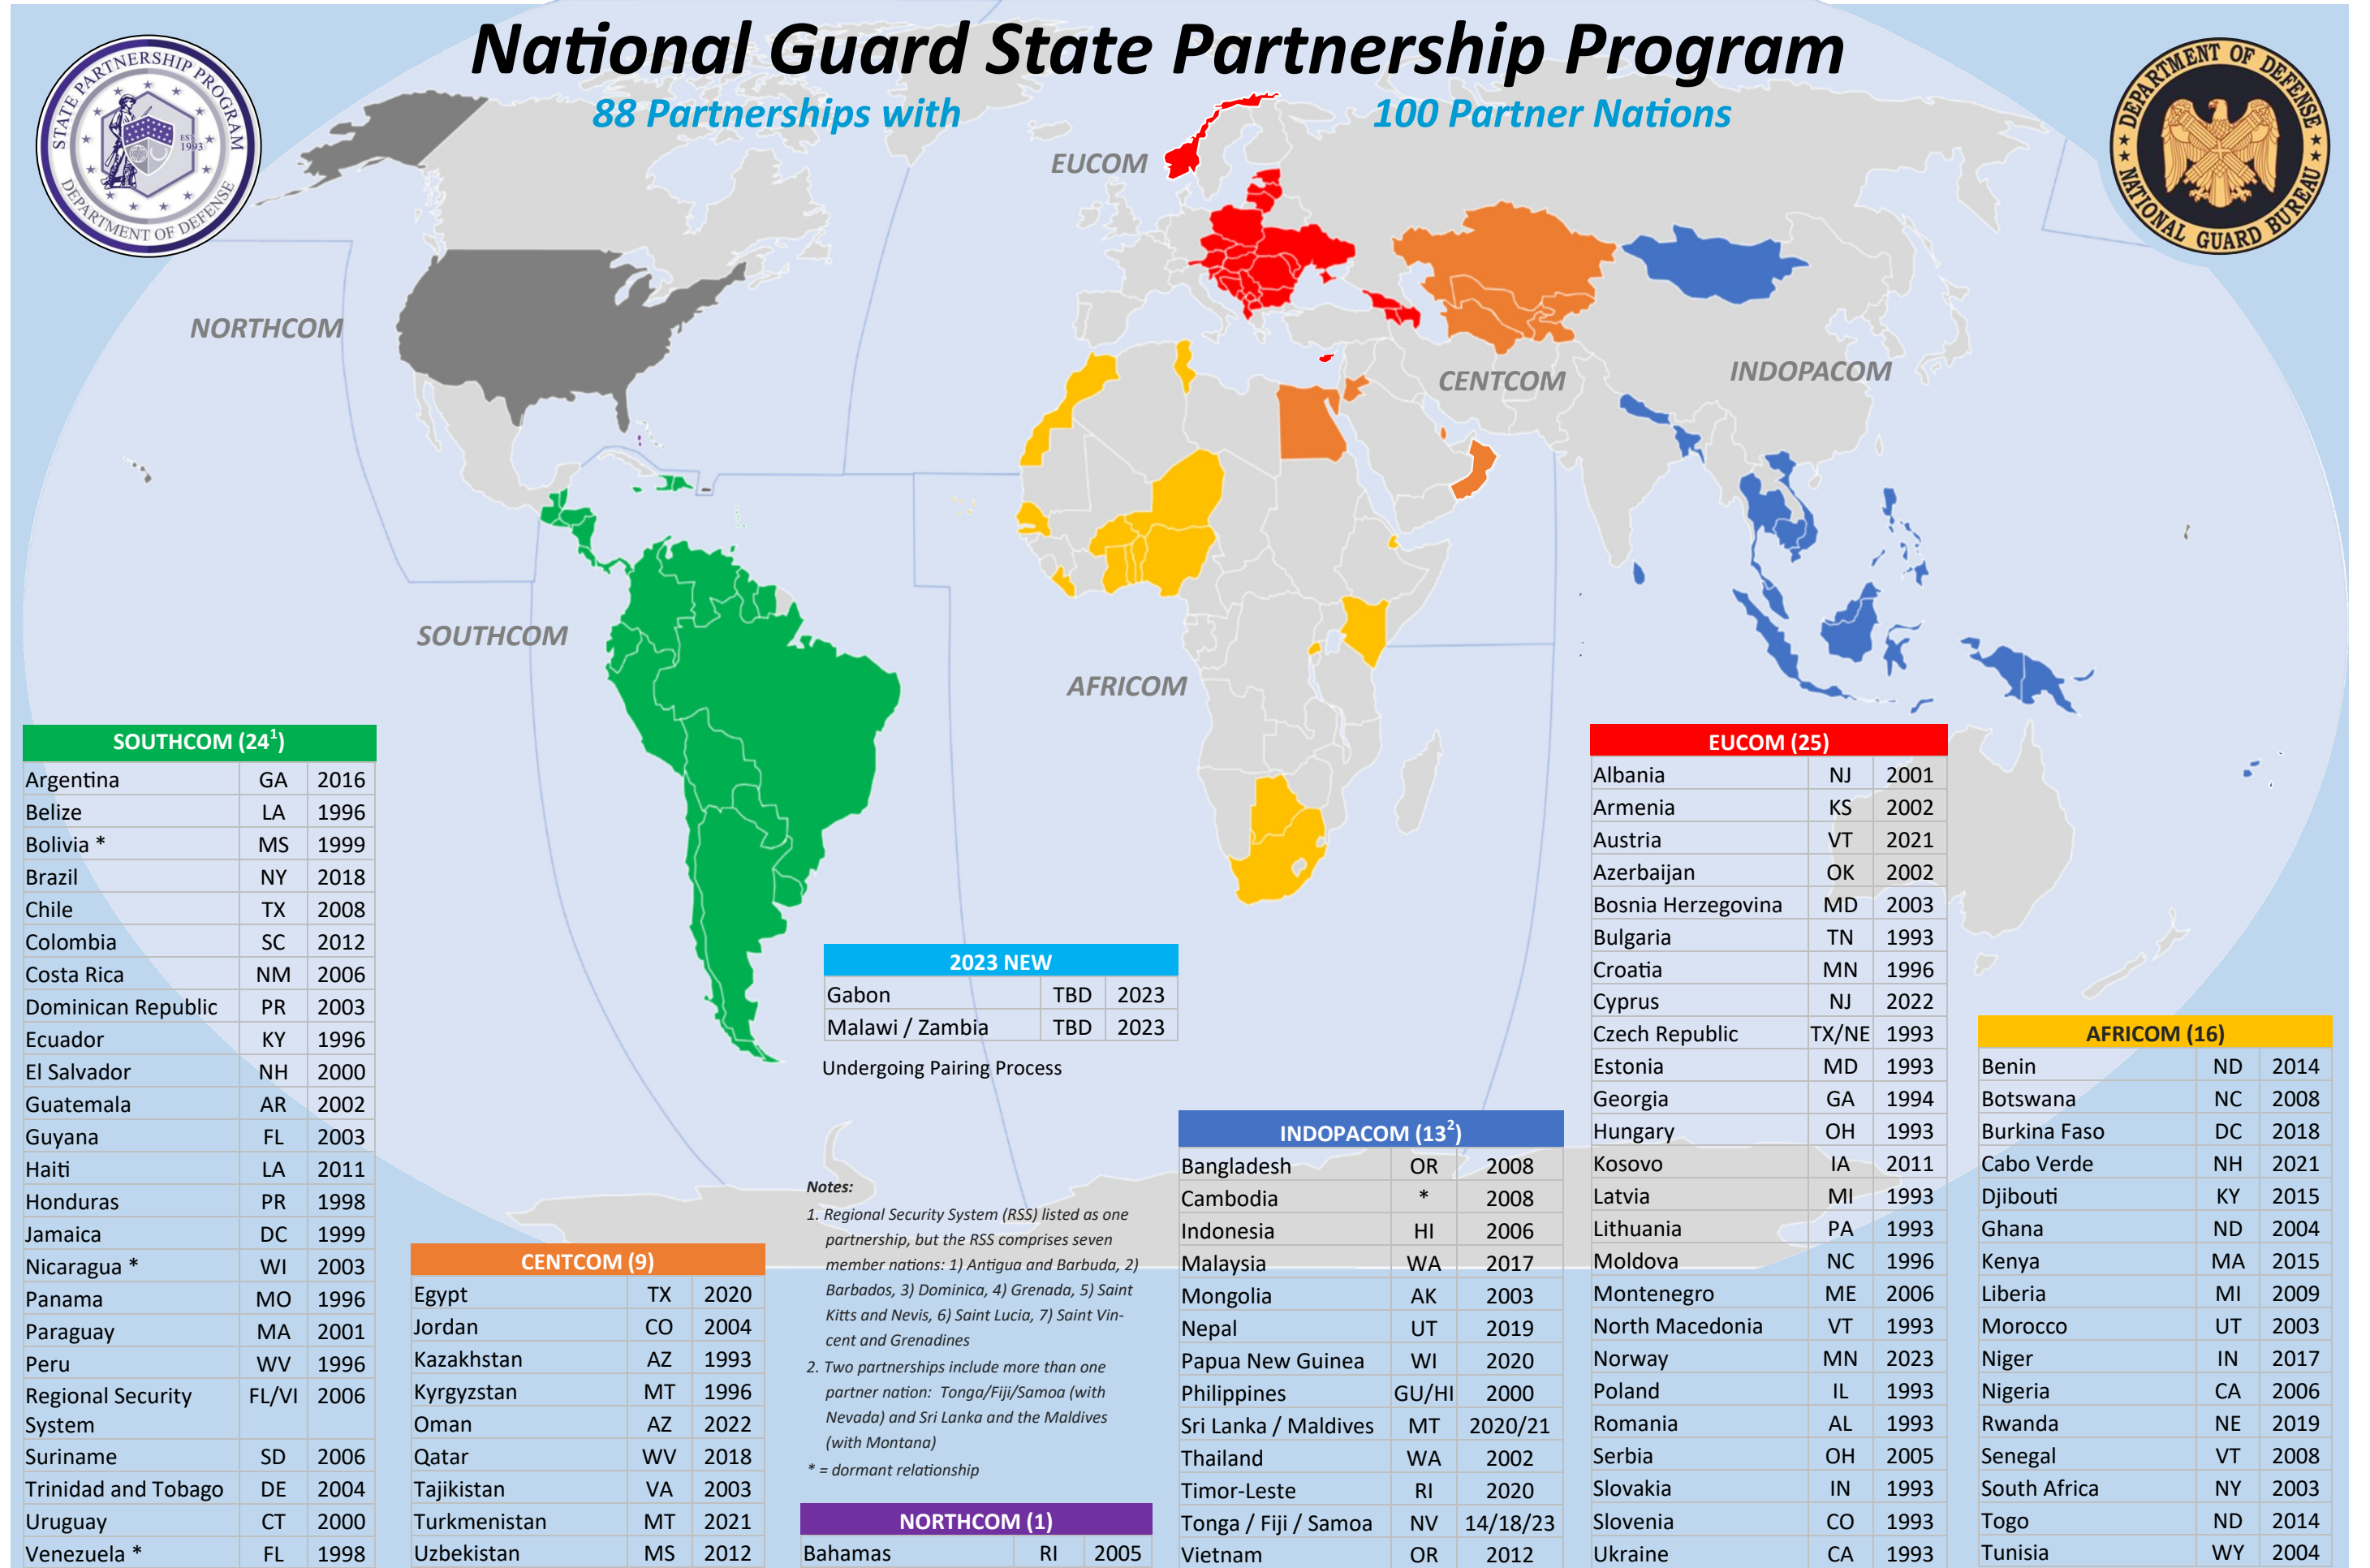 National Guard State Partnership Program
88 Partnerships with 100 Partner Nations
STATE PARTNERSHIP PROGRAM
EST 1993
DEPARTMENT OF DEFENSE
DEPARTMENT OF DEFENSE
NATIONAL GUARD BUREAU
EUCOM
NORTHCOM
CENTCOM
INDOPACOM
SOUTHCOM
AFRICOM
SOUTHCOM (24¹)
Argentina GA 2016
Belize LA 1996
Bolivia * MS 1999
Brazil NY 2018
Chile TX 2008
Colombia SC 2012
Costa Rica NM 2006
Dominican Republic PR 2003
Ecuador KY 1996
El Salvador NH 2000
Guatemala AR 2002
Guyana FL 2003
Haiti LA 2011
Honduras PR 1998
Jamaica DC 1999
Nicaragua * WI 2003
Panama MO 1996
Paraguay MA 2001
Peru WV 1996
Regional Security FL/VI 2006
System
Suriname SD 2006
Trinidad and Tobago DE 2004
Uruguay CT 2000
Venezuela * FL 1998
CENTCOM (9)
Egypt TX 2020
Jordan CO 2004
Kazakhstan AZ 1993
Kyrgyzstan MT 1996
Oman AZ 2022
Qatar WV 2018
Tajikistan VA 2003
Turkmenistan MT 2021
Uzbekistan MS 2012
2023 NEW
Gabon TBD 2023
Malawi / Zambia TBD 2023
Undergoing Pairing Process
Notes:
1. Regional Security System (RSS) listed as one
partnership, but the RSS comprises seven
member nations: 1) Antigua and Barbuda, 2)
Barbados, 3) Dominica, 4) Grenada, 5) Saint
Kitts and Nevis, 6) Saint Lucia, 7) Saint Vin-
cent and Grenadines
2. Two partnerships include more than one
partner nation: Tonga/Fiji/Samoa (with
Nevada) and Sri Lanka and the Maldives
(with Montana)
* = dormant relationship
NORTHCOM (1)
Bahamas RI 2005
INDOPACOM (13²)
Bangladesh OR 2008
Cambodia * 2008
Indonesia HI 2006
Malaysia WA 2017
Mongolia AK 2003
Nepal UT 2019
Papua New Guinea WI 2020
Philippines GU/HI 2000
Sri Lanka / Maldives MT 2020/21
Thailand WA 2002
Timor-Leste RI 2020
Tonga / Fiji / Samoa NV 14/18/23
Vietnam OR 2012
EUCOM (25)
Albania NJ 2001
Armenia KS 2002
Austria VT 2021
Azerbaijan OK 2002
Bosnia Herzegovina MD 2003
Bulgaria TN 1993
Croatia MN 1996
Cyprus NJ 2022
Czech Republic TX/NE 1993
Estonia MD 1993
Georgia GA 1994
Hungary OH 1993
Kosovo IA 2011
Latvia MI 1993
Lithuania PA 1993
Moldova NC 1996
Montenegro ME 2006
North Macedonia VT 1993
Norway MN 2023
Poland IL 1993
Romania AL 1993
Serbia OH 2005
Slovakia IN 1993
Slovenia CO 1993
Ukraine CA 1993
AFRICOM (16)
Benin ND 2014
Botswana NC 2008
Burkina Faso DC 2018
Cabo Verde NH 2021
Djibouti KY 2015
Ghana ND 2004
Kenya MA 2015
Liberia MI 2009
Morocco UT 2003
Niger IN 2017
Nigeria CA 2006
Rwanda NE 2019
Senegal VT 2008
South Africa NY 2003
Togo ND 2014
Tunisia WY 2004